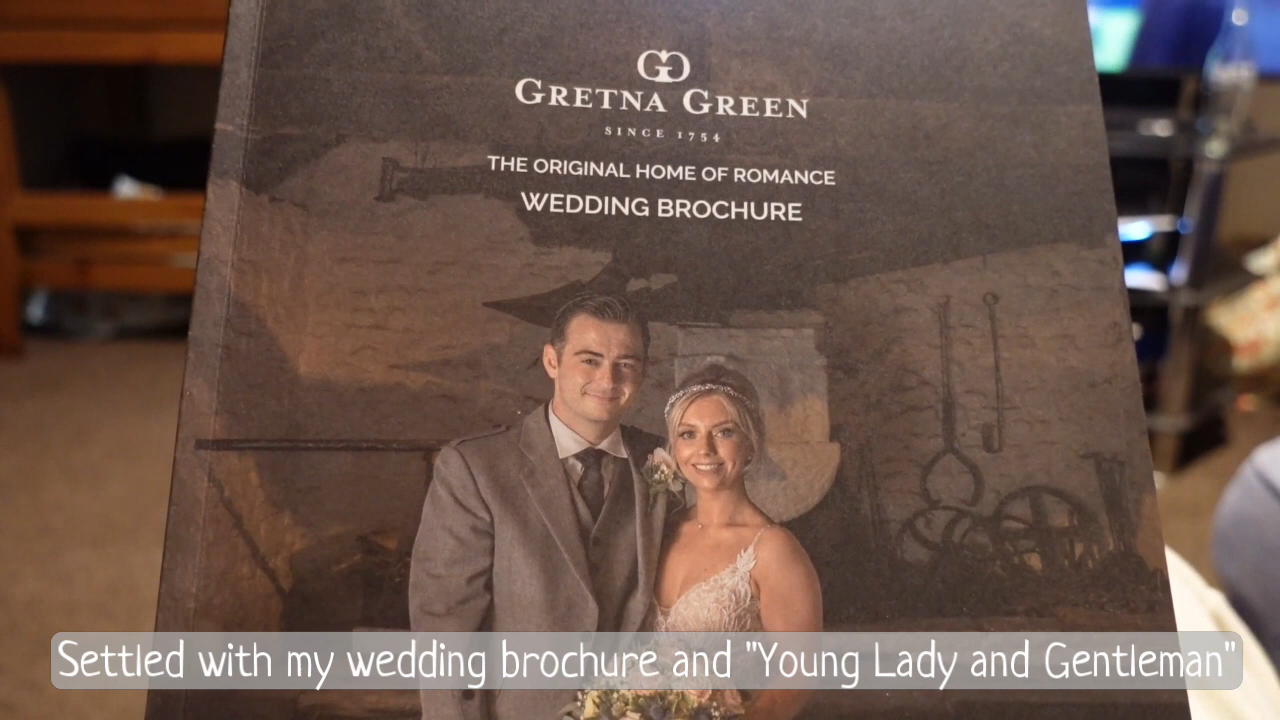 GG
GRETNA GREEN
SINCE 1754
THE ORIGINAL HOME OF ROMANCE
WEDDING BROCHURE
Settled with my wedding brochure and "Young Lady and Gentleman"